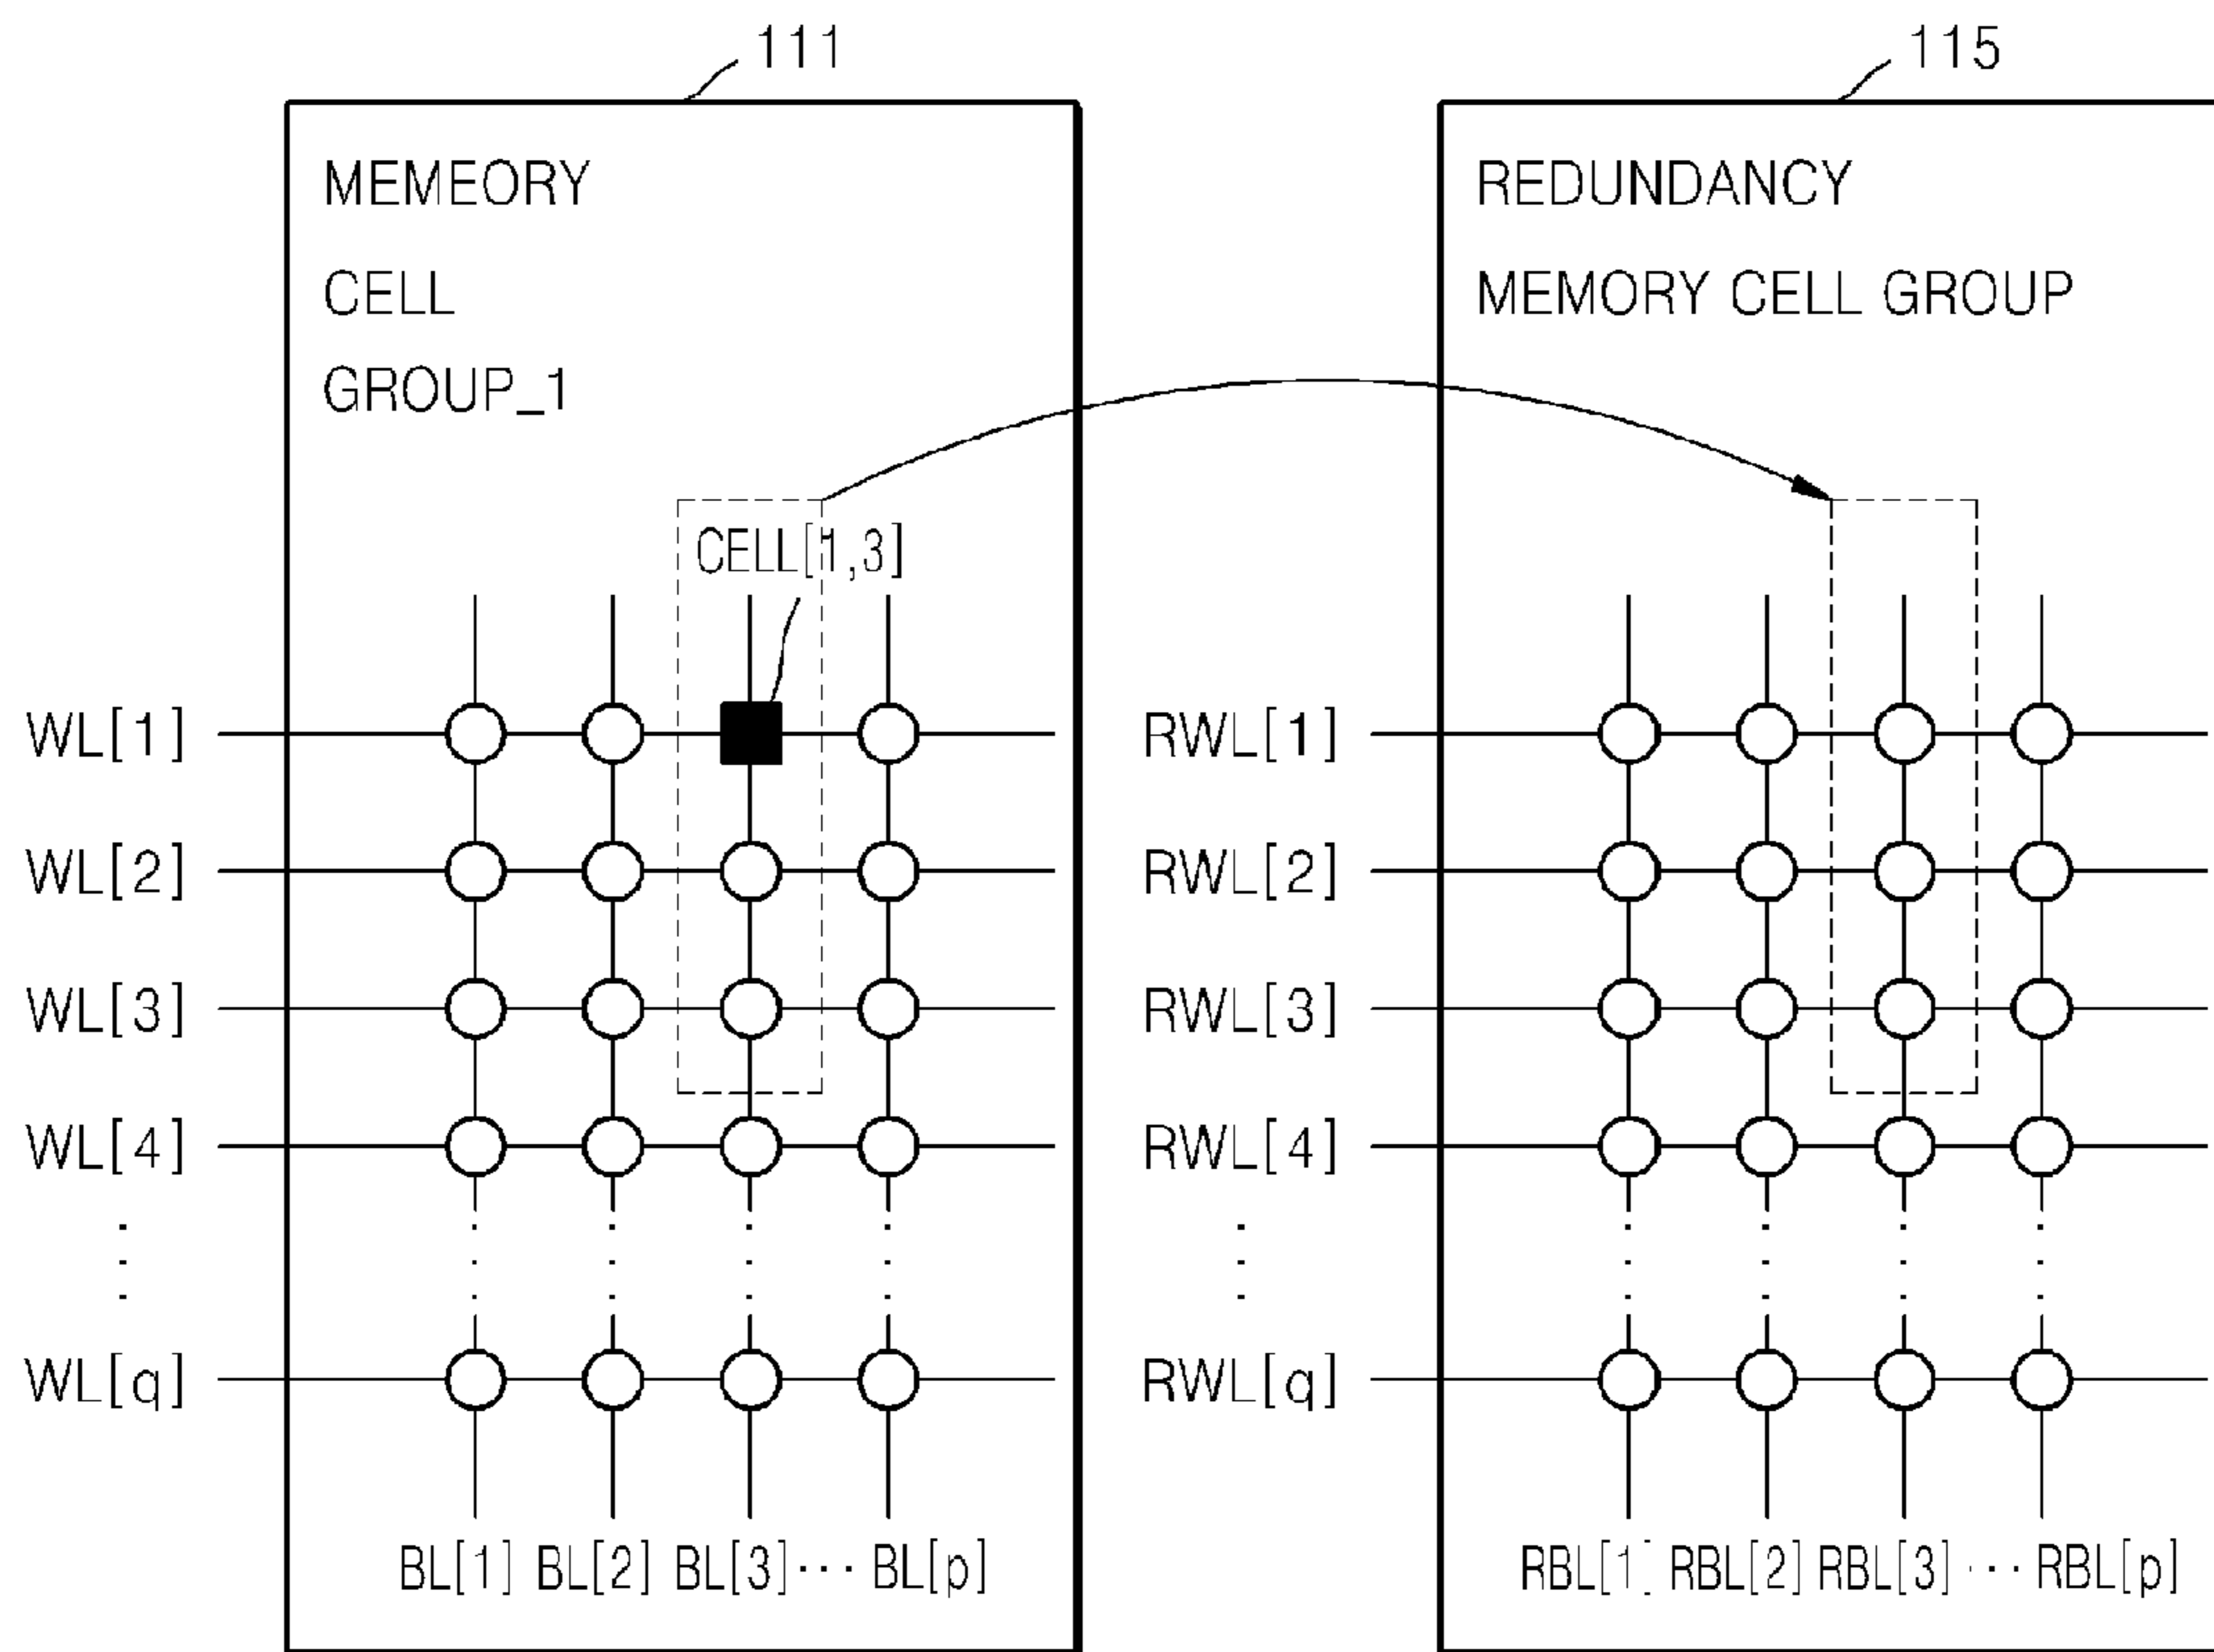 111
115
MEMEORY
CELL
GROUP_1
REDUNDANCY
MEMORY CELL GROUP
CELL[1,3]
WL[1]
RWL[1]
WL[2]
RWL[2]
WL[3]
RWL[3]
WL[4]
RWL[4]
WL[q]
RWL[q]
BL[1] BL[2] BL[3]··· BL[p]
RBL[1] RBL[2] RBL[3]··· RBL[p]